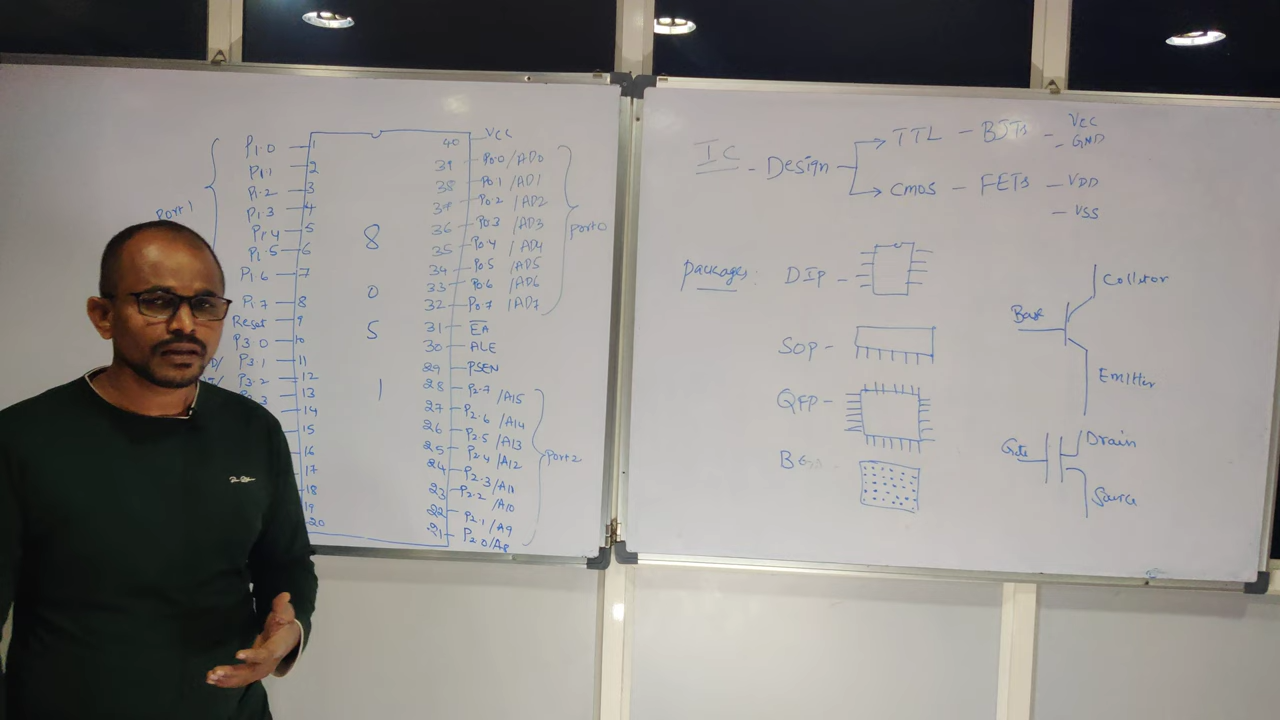 Port1
P1.0 1
P1.1 2
P1.2 3
P1.3 4
P1.4 5
P1.5 6
P1.6 7
P1.7 8
Reset 9
P3.0 10
P3.1 11
P3.2 12
13
14
15
16
17
18
19
20
8
0
5
1
40 VCC
39 P0.0/AD0
38 P0.1/AD1
37 P0.2/AD2
36 P0.3/AD3
35 P0.4/AD4
34 P0.5/AD5
33 P0.6/AD6
32 P0.7/AD7
Port0
31 EA
30 ALE
29 PSEN
28 P2.7/A15
27 P2.6/A14
26 P2.5/A13
25 P2.4/A12
24 P2.3/A11
23 P2.2/A10
22 P2.1/A9
21 P2.0/A8
Port2
IC - Design
TTL - BJTs - VCC
- GND
CMOS - FETs - VDD
- VSS
Packages:
DIP -
SOP -
QFP -
Base
Colletor
Emitter
Gate
Drain
Source